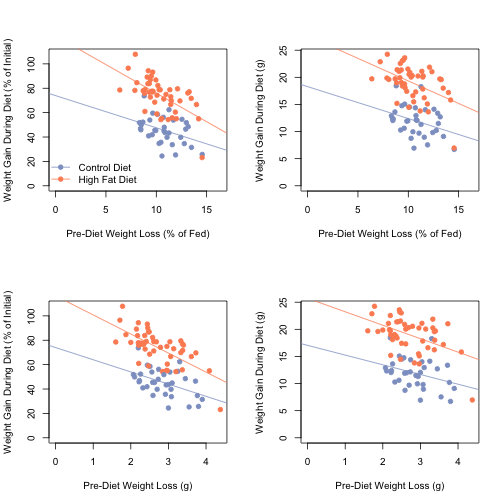 Weight Gain During Diet (% of Initial)
100
80
60
40
20
0
Control Diet
High Fat Diet
0 5 10 15
Pre-Diet Weight Loss (% of Fed)
Weight Gain During Diet (g)
25
20
15
10
5
0
0 5 10 15
Pre-Diet Weight Loss (% of Fed)
Weight Gain During Diet (% of Initial)
100
80
60
40
20
0
0 1 2 3 4
Pre-Diet Weight Loss (g)
Weight Gain During Diet (g)
25
20
15
10
5
0
0 1 2 3 4
Pre-Diet Weight Loss (g)